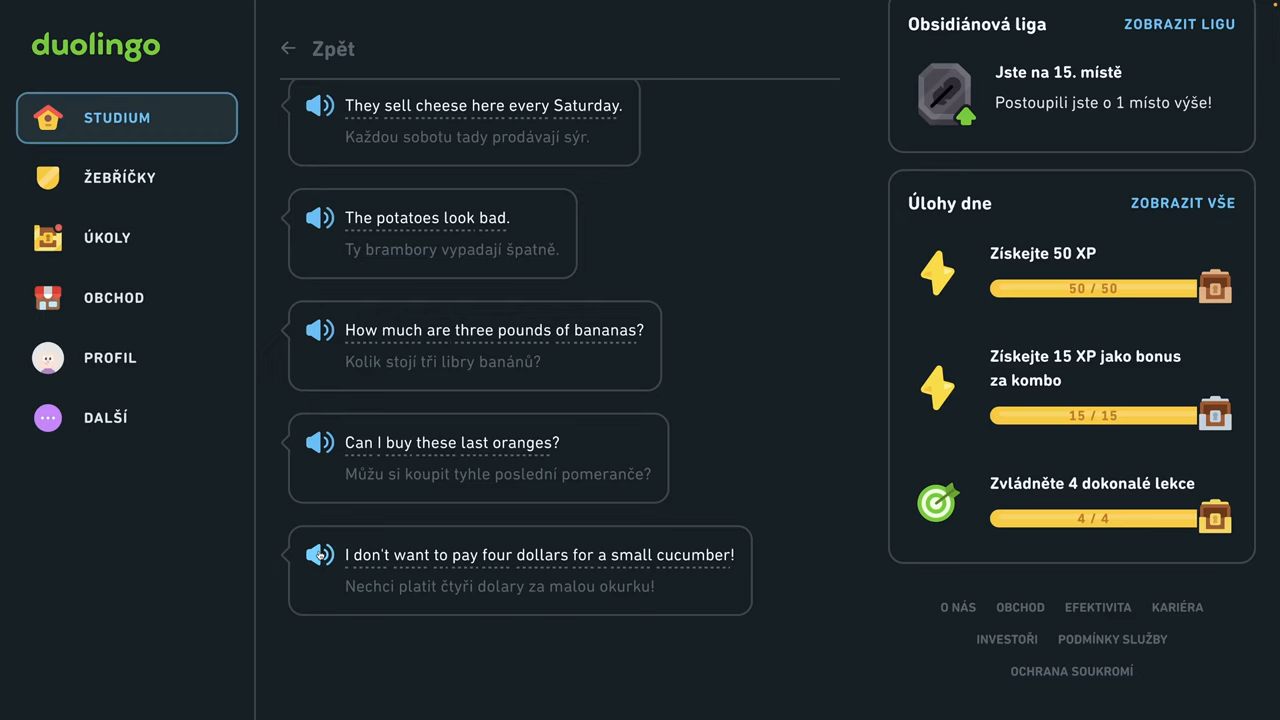 duolingo
STUDIUM
ŽEBŘÍČKY
ÚKOLY
OBCHOD
PROFIL
DALŠÍ
Zpět
They sell cheese here every Saturday.
Každou sobotu tady prodávají sýr.
The potatoes look bad.
Ty brambory vypadají špatně.
How much are three pounds of bananas?
Kolik stojí tři libry banánů?
Can I buy these last oranges?
Můžu si koupit tyhle poslední pomeranče?
I don't want to pay four dollars for a small cucumber!
Nechci platit čtyři dolary za malou okurku!
Obsidiánová liga
ZOBRAZIT LIGU
Jste na 15. místě
Postoupili jste o 1 místo výše!
Úlohy dne
ZOBRAZIT VŠE
Získejte 50 XP
50 / 50
Získejte 15 XP jako bonus
za kombo
15 / 15
Zvládněte 4 dokonalé lekce
4 / 4
O NÁS OBCHOD EFEKTIVITA KARIÉRA
INVESTOŘI PODMÍNKY SLUŽBY
OCHRANA SOUKROMÍ